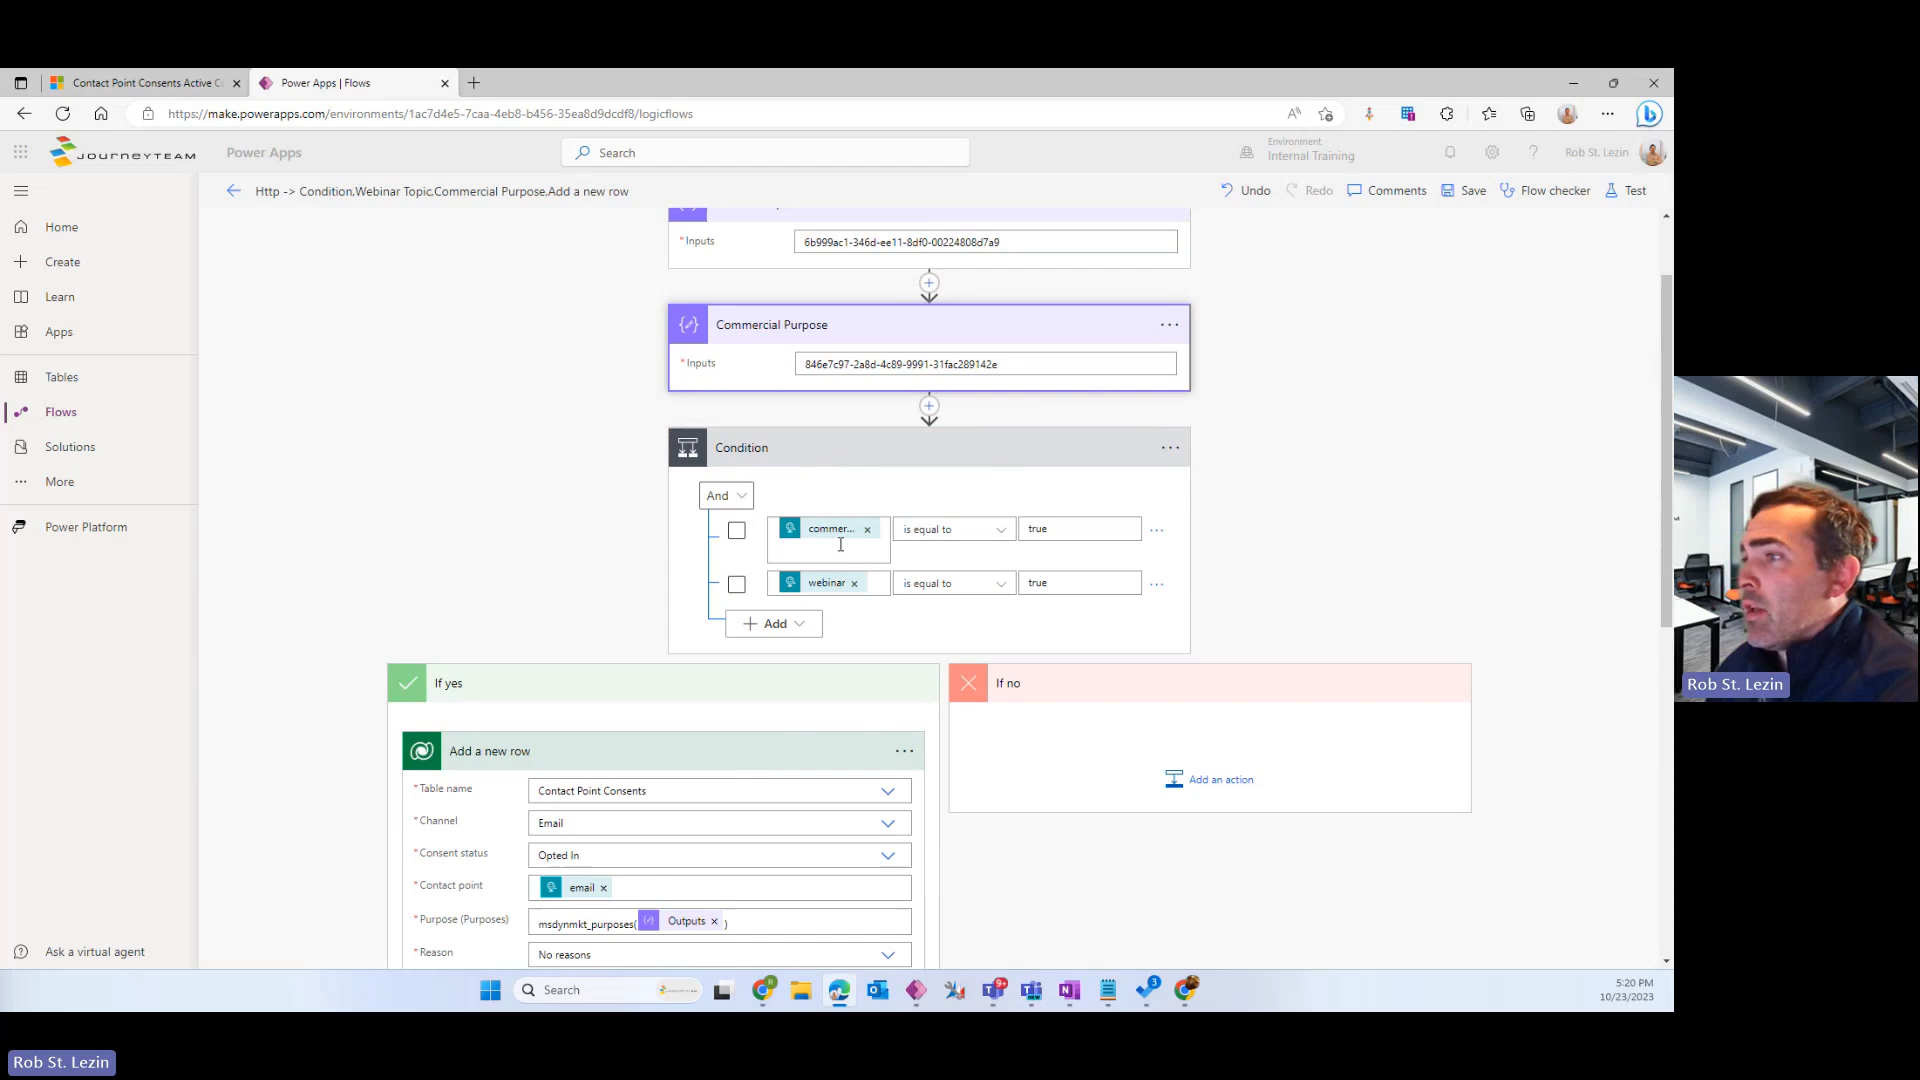 Contact Point Consents Active C
Power Apps | Flows
https://make.powerapps.com/environments/1ac7d4e5-7caa-4eb8-b456-35ea8d9dcdf8/logicflows
JOURNEYTEAM
Power Apps
Search
Environment
Internal Training
Rob St. Lezin
Http -> Condition,Webinar Topic,Commercial Purpose,Add a new row
Undo
Redo
Comments
Save
Flow checker
Test
Home
Create
Learn
Apps
Tables
Flows
Solutions
More
Power Platform
Ask a virtual agent
* Inputs
6b999ac1-346d-ee11-8df0-00224808d7a9
Commercial Purpose
* Inputs
846e7c97-2a8d-4c89-9991-31fac289142e
Condition
And
commer... × is equal to true
webinar × is equal to true
+ Add
If yes
If no
Add an action
Add a new row
* Table name
Contact Point Consents
* Channel
Email
* Consent status
Opted In
* Contact point
email ×
* Purpose (Purposes)
msdynmkt_purposes( Outputs × )
* Reason
No reasons
Search
9+
3
5:20 PM
10/23/2023
Rob St. Lezin
Rob St. Lezin